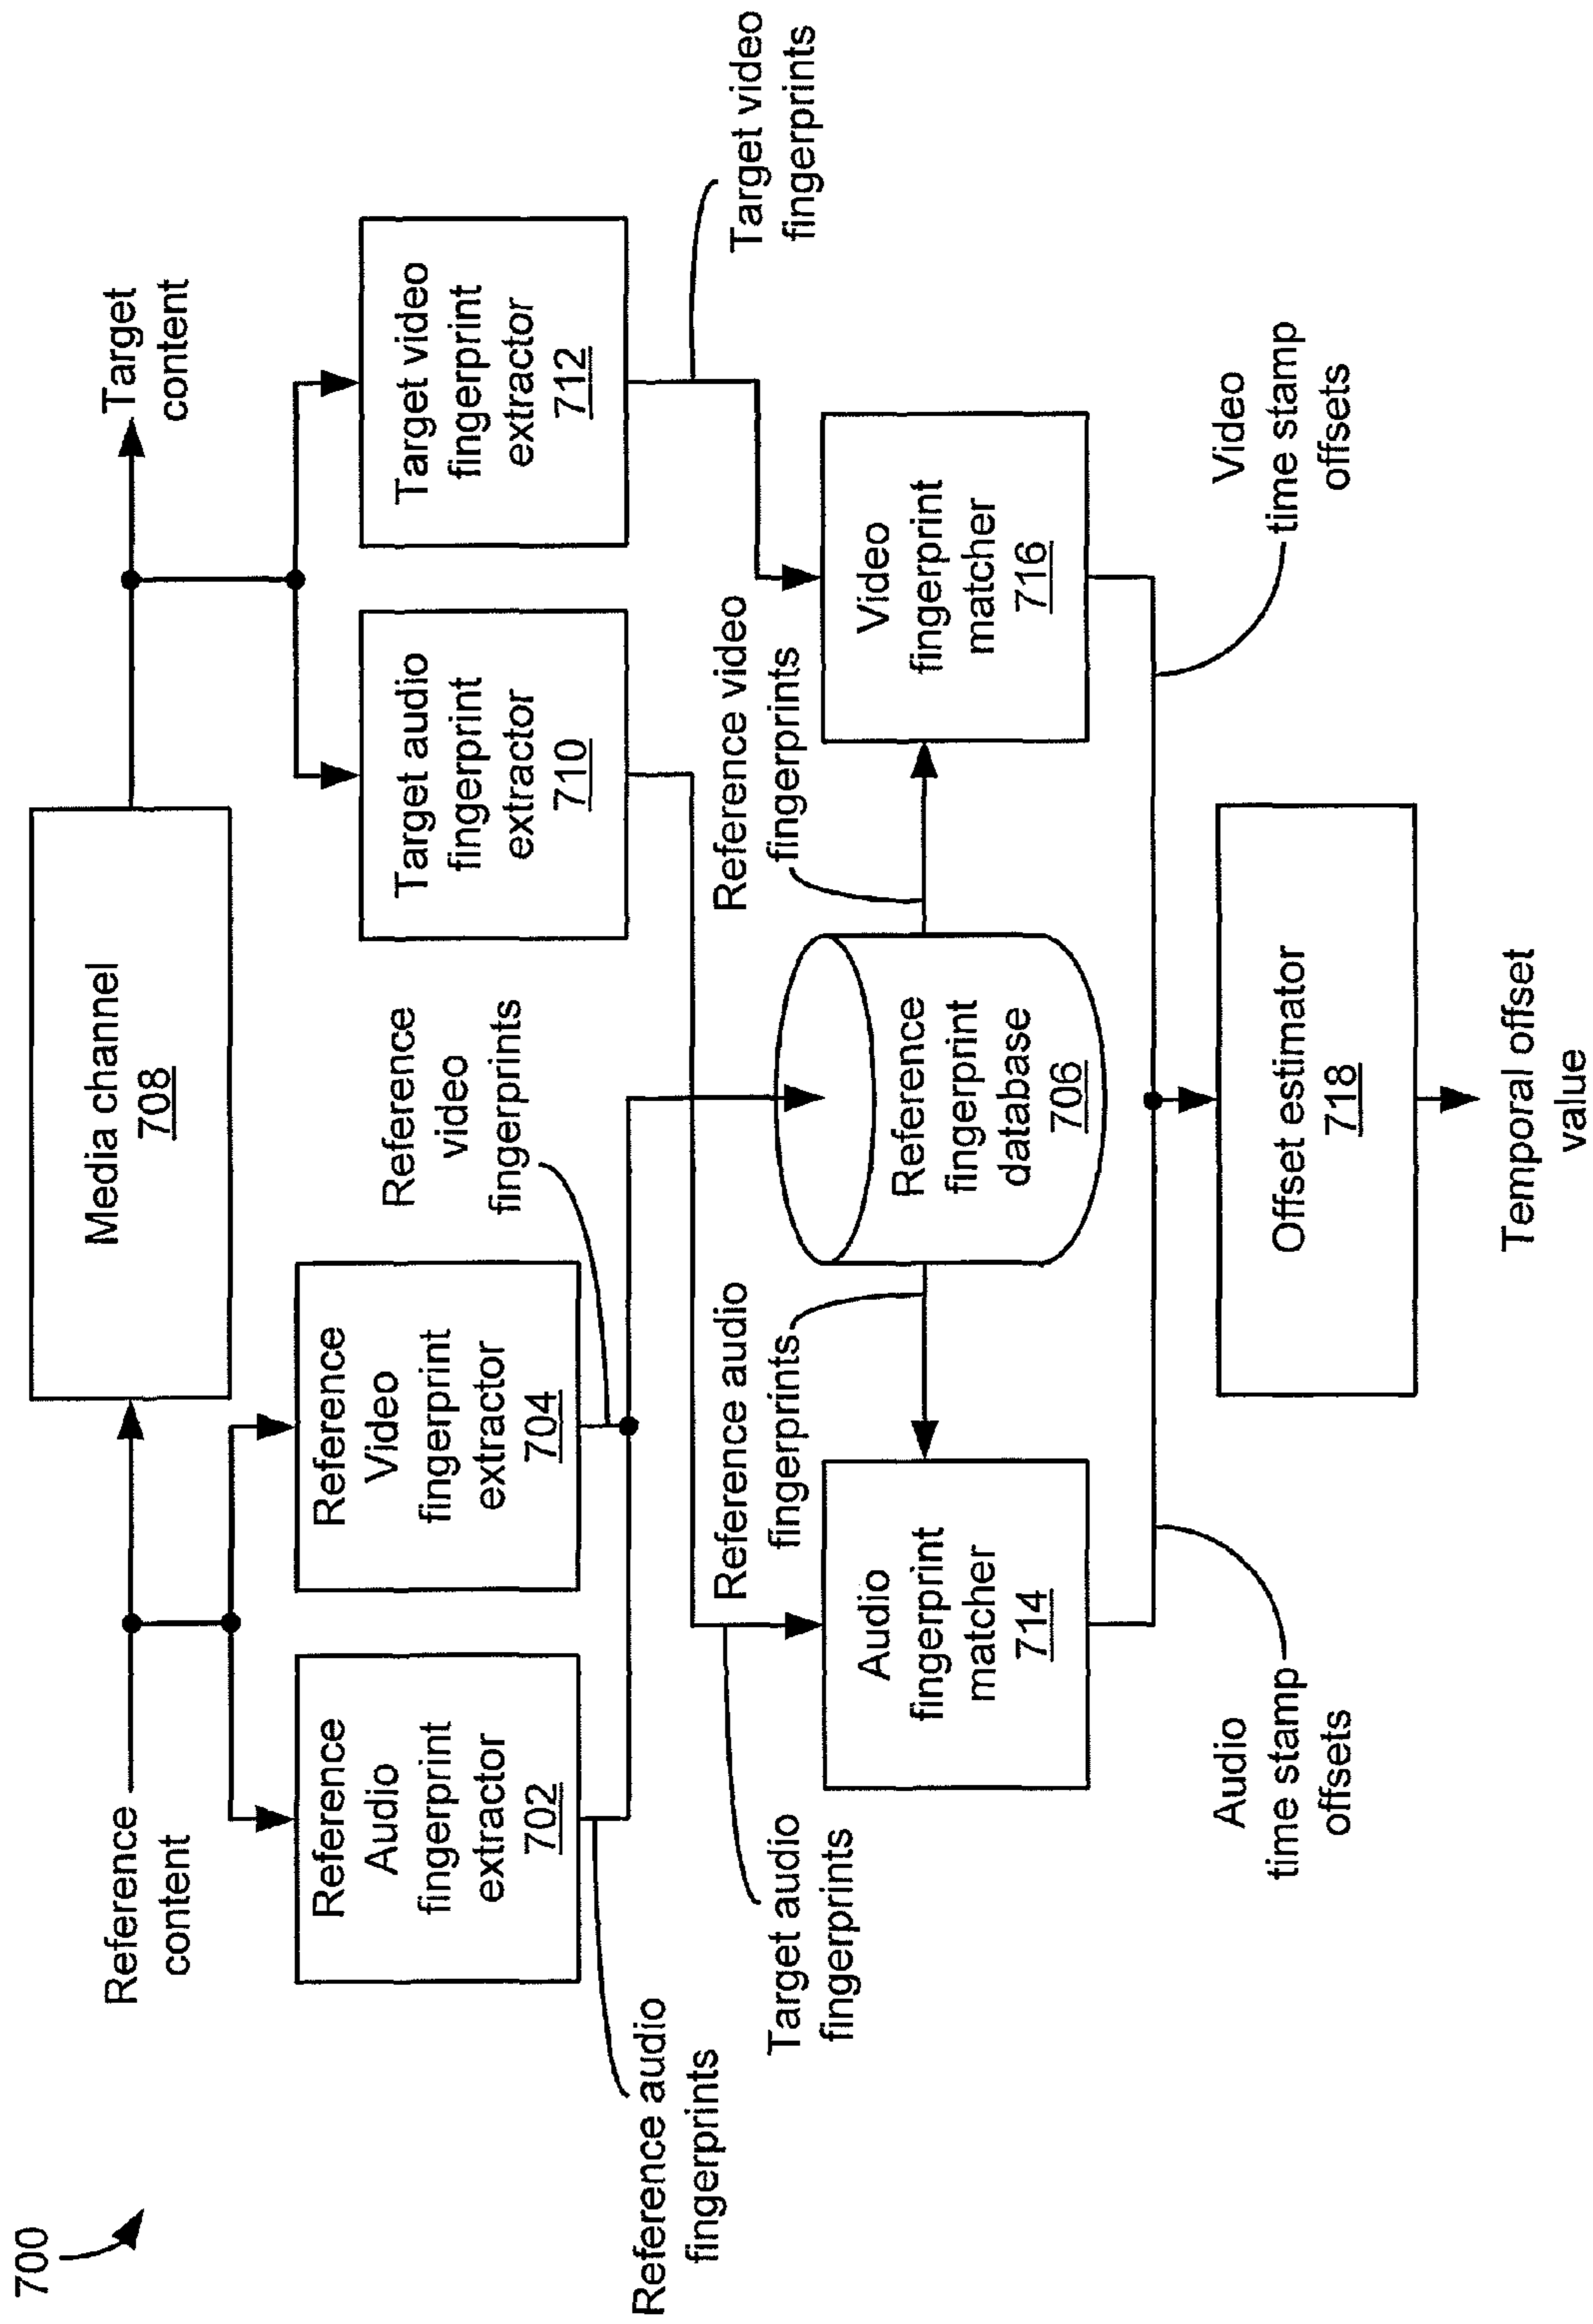 700
Reference
content
Media channel
708
Target
content
Reference
Audio
fingerprint
extractor
702
Reference
Video
fingerprint
extractor
704
Reference
video
fingerprints
Target audio
fingerprint
extractor
710
Target video
fingerprint
extractor
712
Reference audio
fingerprints
Target audio
fingerprints
Reference audio
fingerprints
Reference video
fingerprints
Target video
fingerprints
Audio
fingerprint
matcher
714
Reference
fingerprint
database
706
Video
fingerprint
matcher
716
Audio
time stamp
offsets
Offset estimator
718
Video
time stamp
offsets
Temporal offset
value